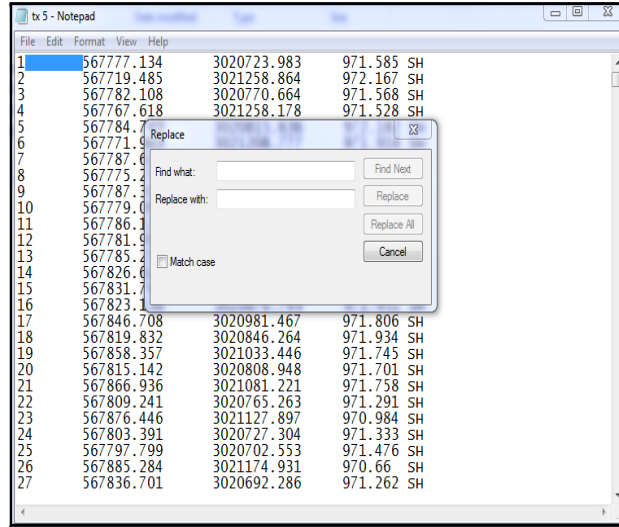 tx 5 - Notepad
File Edit Format View Help
1 567777.134 3020723.983 971.585 SH
2 567719.485 3021258.864 972.167 SH
3 567782.108 3020770.664 971.568 SH
4 567767.618 3021258.178 971.528 SH
5 567784.7
6 567771.9
7 567787.6
8 567775.2
9 567787.3
10 567779.0
11 567786.1
12 567781.9
13 567785.2
14 567826.6
15 567831.7
16 567823.1
17 567846.708 3020981.467 971.806 SH
18 567819.832 3020846.264 971.934 SH
19 567858.357 3021033.446 971.745 SH
20 567815.142 3020808.948 971.701 SH
21 567866.936 3021081.221 971.758 SH
22 567809.241 3020765.263 971.291 SH
23 567876.446 3021127.897 970.984 SH
24 567803.391 3020727.304 971.333 SH
25 567797.799 3020702.553 971.476 SH
26 567885.284 3021174.931 970.66 SH
27 567836.701 3020692.286 971.262 SH
Replace
Find what:
Find Next
Replace with:
Replace
Replace All
Cancel
Match case